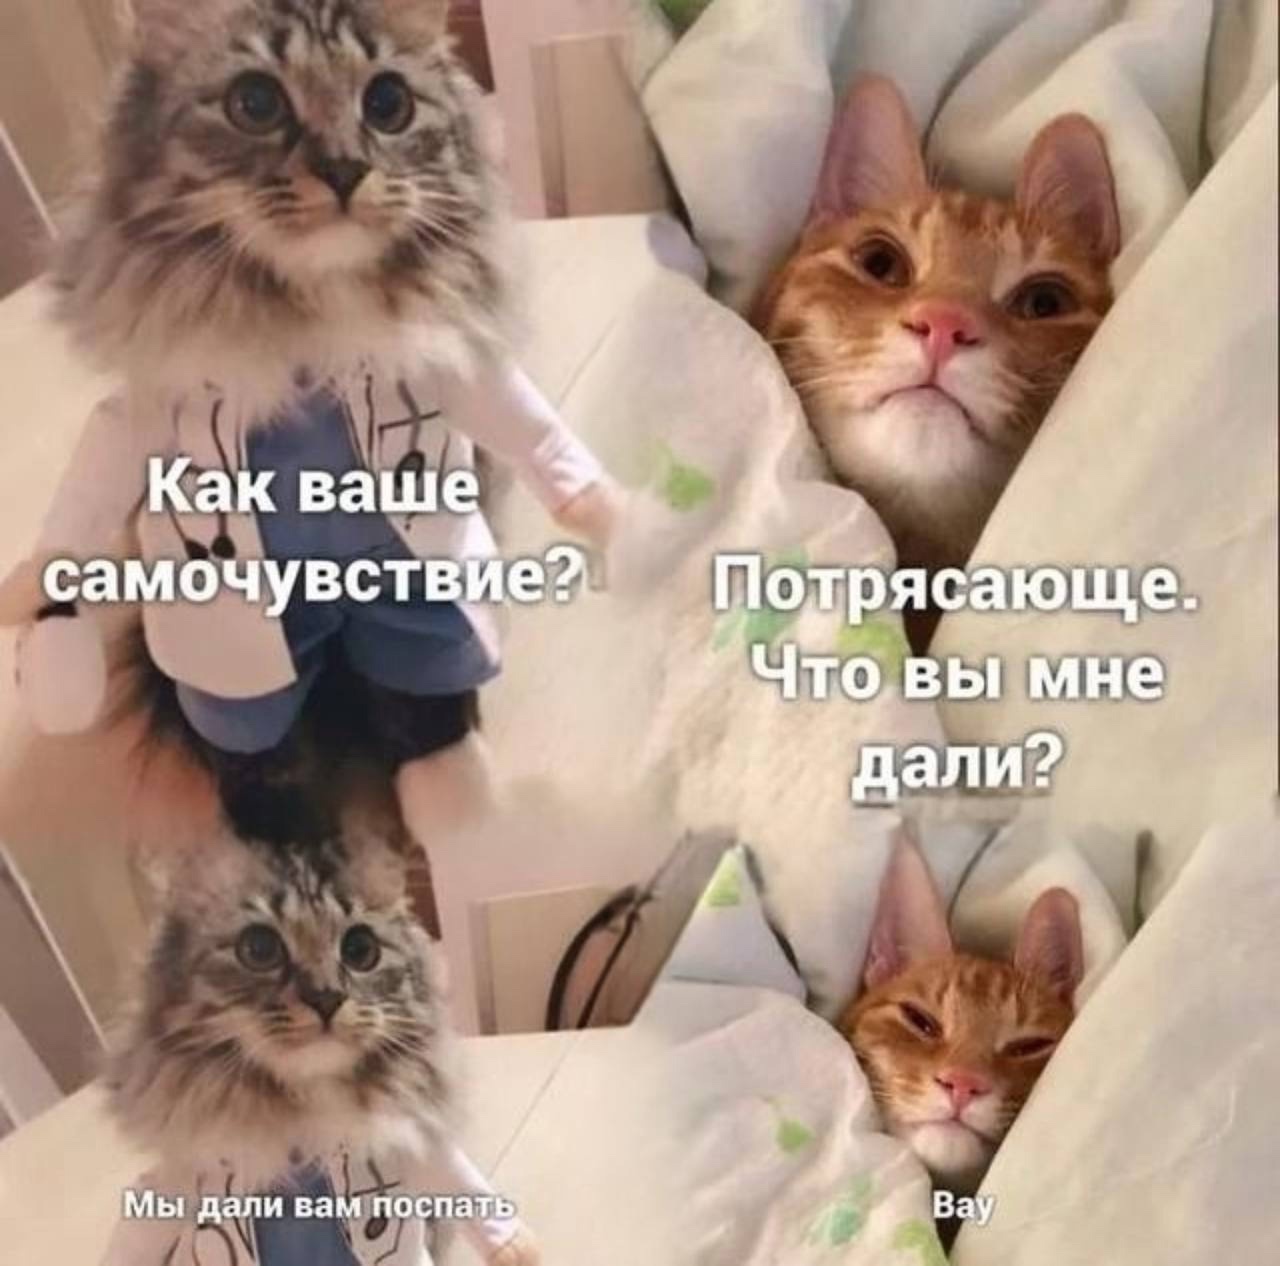 Как ваше
самочувствие?
Потрясающе.
Что вы мне
дали?
Мы дали вам поспать
Вау